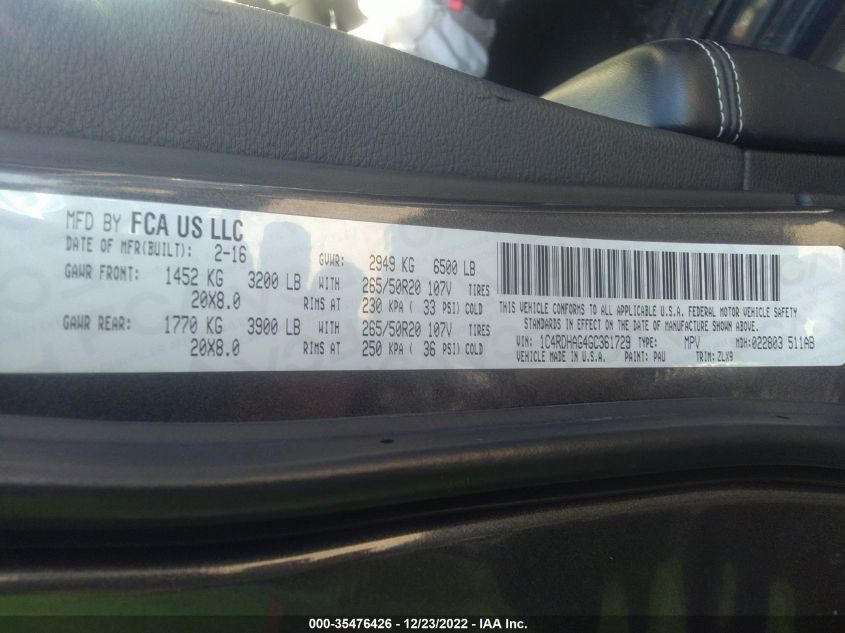 MFD BY FCA US LLC
DATE OF MFR(BUILT): 2-16 GVWR: 2949 KG 6500 LB
GAWR FRONT: 1452 KG 3200 LB WITH 265/50R20 107V TIRES
20X8.0 RIMS AT 230 KPA ( 33 PSI) COLD
GAWR REAR: 1770 KG 3900 LB WITH 265/50R20 107V TIRES
20X8.0 RIMS AT 250 KPA ( 36 PSI) COLD
THIS VEHICLE CONFORMS TO ALL APPLICABLE U.S.A. FEDERAL MOTOR VEHICLE SAFETY
STANDARDS IN EFFECT ON THE DATE OF MANUFACTURE SHOWN ABOVE.
VIN: 1C4RDHAG4GC361729 TYPE: MPV MDH:022803 511AB
VEHICLE MADE IN U.S.A. PAINT: PAU TRIM: ZLX9
000-35476426 - 12/23/2022 - IAA Inc.